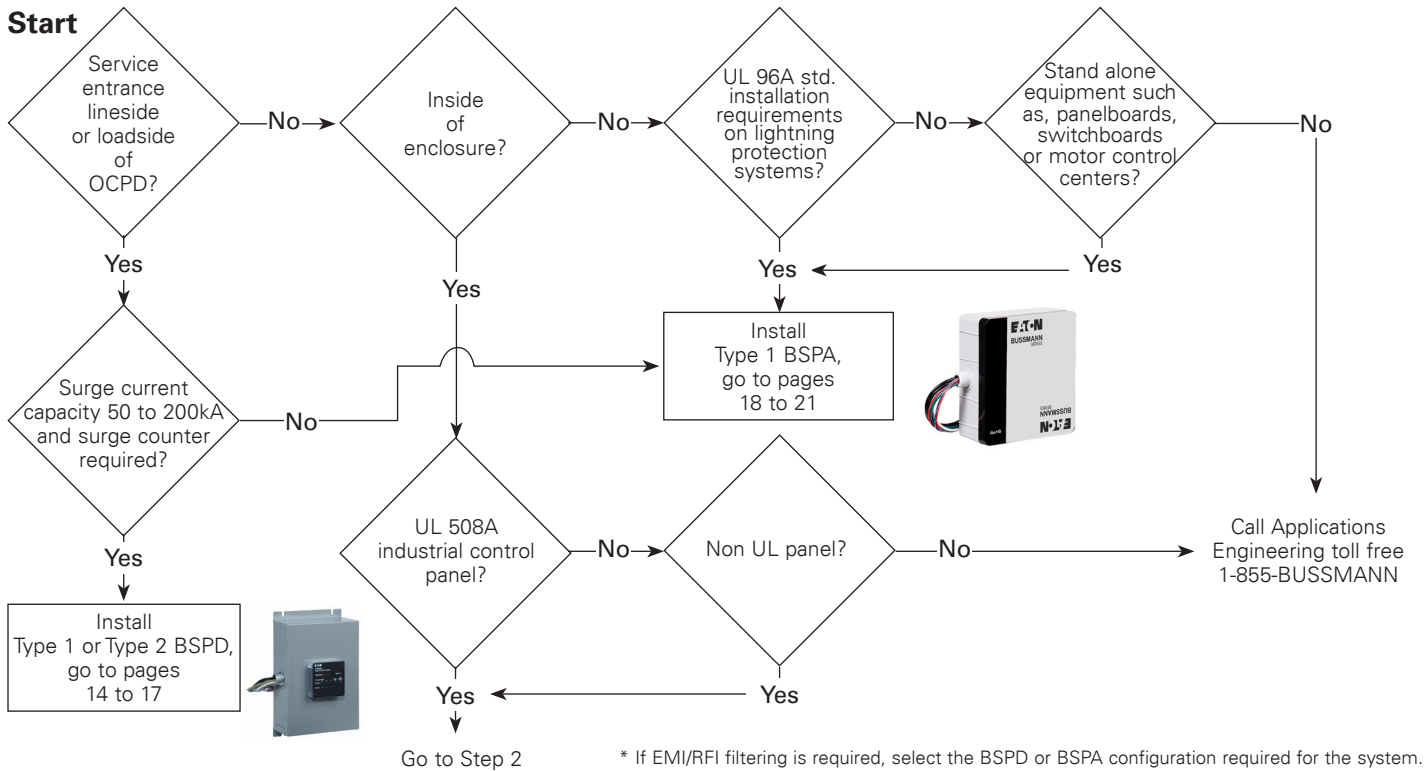 Start
Service
entrance
lineside
or loadside
of
OCPD?
No
Inside
of
enclosure?
No
UL 96A std.
installation
requirements
on lightning
protection
systems?
No
Stand alone
equipment such
as, panelboards,
switchboards
or motor control
centers?
No
Yes
Yes
Yes
Yes
Surge current
capacity 50 to 200kA
and surge counter
required?
No
Install
Type 1 BSPA,
go to pages
18 to 21
EATON
BUSSMANN
SERIES
EATON
BUSSMANN
SERIES
RoHS
Yes
Install
Type 1 or Type 2 BSPD,
go to pages
14 to 17
UL 508A
industrial control
panel?
No
Non UL panel?
No
Call Applications
Engineering toll free
1-855-BUSSMANN
Yes
Yes
Go to Step 2
* If EMI/RFI filtering is required, select the BSPD or BSPA configuration required for the system.